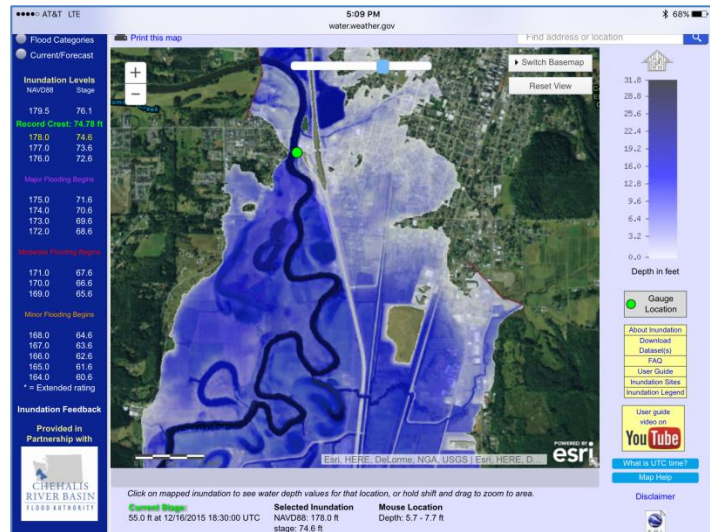 AT&T LTE 5:09 PM 68%
water.weather.gov
Flood Categories
Current/Forecast
Inundation Levels
NAVD88 Stage
179.5 76.1
Record Crest: 74.78 ft
178.0 74.6
177.0 73.6
176.0 72.6
Major Flooding Begins
175.0 71.6
174.0 70.6
173.0 69.6
172.0 68.6
Moderate Flooding Begins
171.0 67.6
170.0 66.6
169.0 65.6
Minor Flooding Begins
168.0 64.6
167.0 63.6
166.0 62.6
165.0 61.6
164.0 60.6
* = Extended rating
Inundation Feedback
Provided in
Partnership with
CHEHALIS
RIVER BASIN
FLOOD AUTHORITY
Print this map
Find address or location
+
−
Switch Basemap
Reset View
POWERED BY
esri
Esri, HERE, DeLorme, NGA, USGS | Esri, HERE, D...
Click on mapped inundation to see water depth values for that location, or hold shift and drag to zoom to area.
Current Stage:
55.0 ft at 12/16/2015 18:30:00 UTC
Selected Inundation
NAVD88: 178.0 ft
stage: 74.6 ft
Mouse Location
Depth: 5.7 - 7.7 ft
31.8
28.8
25.6
22.4
19.2
16.0
12.8
9.6
6.4
3.2
0.0
Depth in feet
Gauge
Location
About Inundation
Download
Dataset(s)
FAQ
User Guide
Inundation Sites
Inundation Legend
User guide
video on
YouTube
What is UTC time?
Map Help
Disclaimer